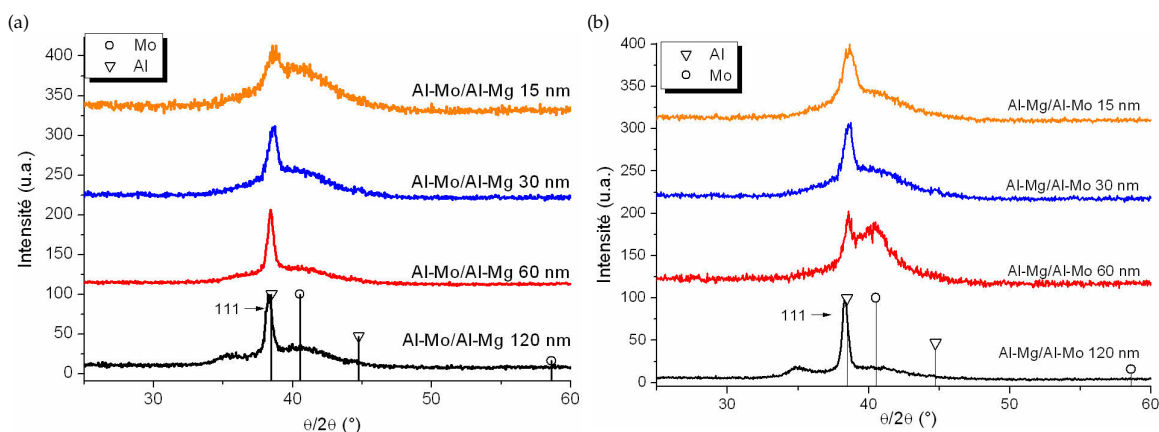 (a)
Mo
Al
400
350
300
250
200
150
100
50
0
Intensité (u.a.)
Al-Mo/Al-Mg 15 nm
Al-Mo/Al-Mg 30 nm
Al-Mo/Al-Mg 60 nm
111
Al-Mo/Al-Mg 120 nm
30
40
50
60
θ/2θ (°)
(b)
Al
Mo
400
350
300
250
200
150
100
50
0
Intensité (u.a.)
Al-Mg/Al-Mo 15 nm
Al-Mg/Al-Mo 30 nm
Al-Mg/Al-Mo 60 nm
111
Al-Mg/Al-Mo 120 nm
30
40
50
60
θ/2θ (°)